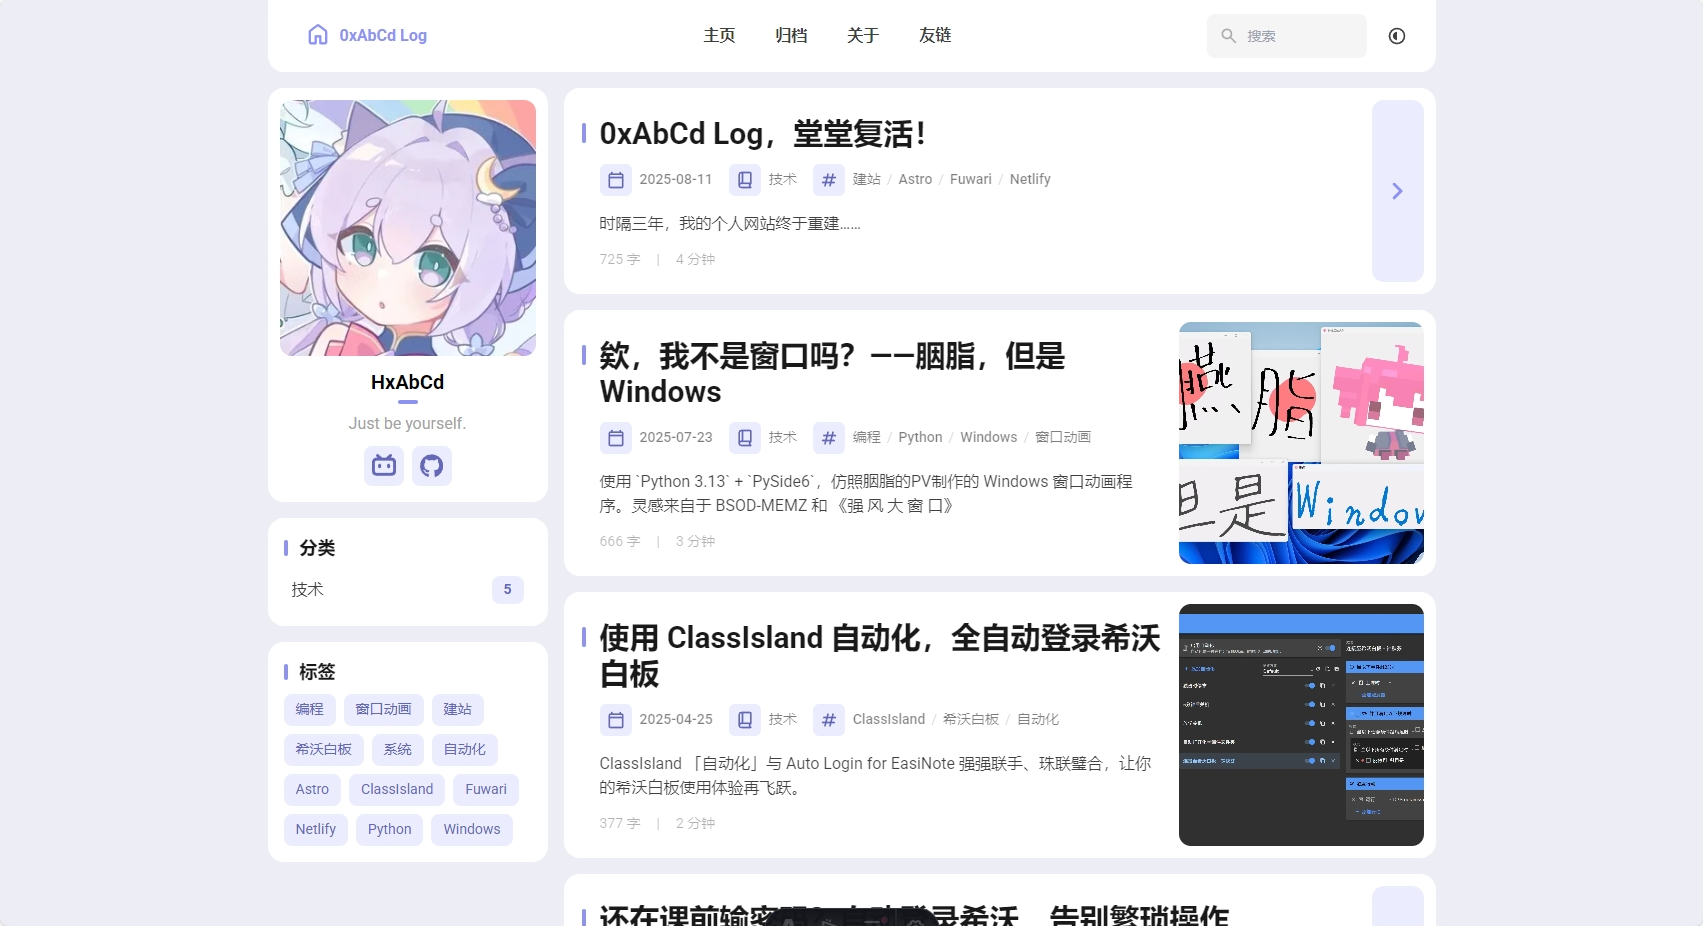 0xAbCd Log
主页
归档
关于
友链
搜索
HxAbCd
Just be yourself.
分类
技术
5
标签
编程
窗口动画
建站
希沃白板
系统
自动化
Astro
ClassIsland
Fuwari
Netlify
Python
Windows
0xAbCd Log，堂堂复活！
2025-08-11 技术 建站 / Astro / Fuwari / Netlify
时隔三年，我的个人网站终于重建……
725 字 | 4 分钟
欸，我不是窗口吗？——胭脂，但是
Windows
2025-07-23 技术 编程 / Python / Windows / 窗口动画
使用 `Python 3.13` + `PySide6`，仿照胭脂的PV制作的 Windows 窗口动画程
序。灵感来自于 BSOD-MEMZ 和 《强 风 大 窗 口》
666 字 | 3 分钟
脂
但是
Window
使用 ClassIsland 自动化，全自动登录希沃
白板
2025-04-25 技术 ClassIsland / 希沃白板 / 自动化
ClassIsland 「自动化」与 Auto Login for EasiNote 强强联手、珠联璧合，让你
的希沃白板使用体验再飞跃。
377 字 | 2 分钟
还在课前输密码？自动登录希沃，告别繁琐操作